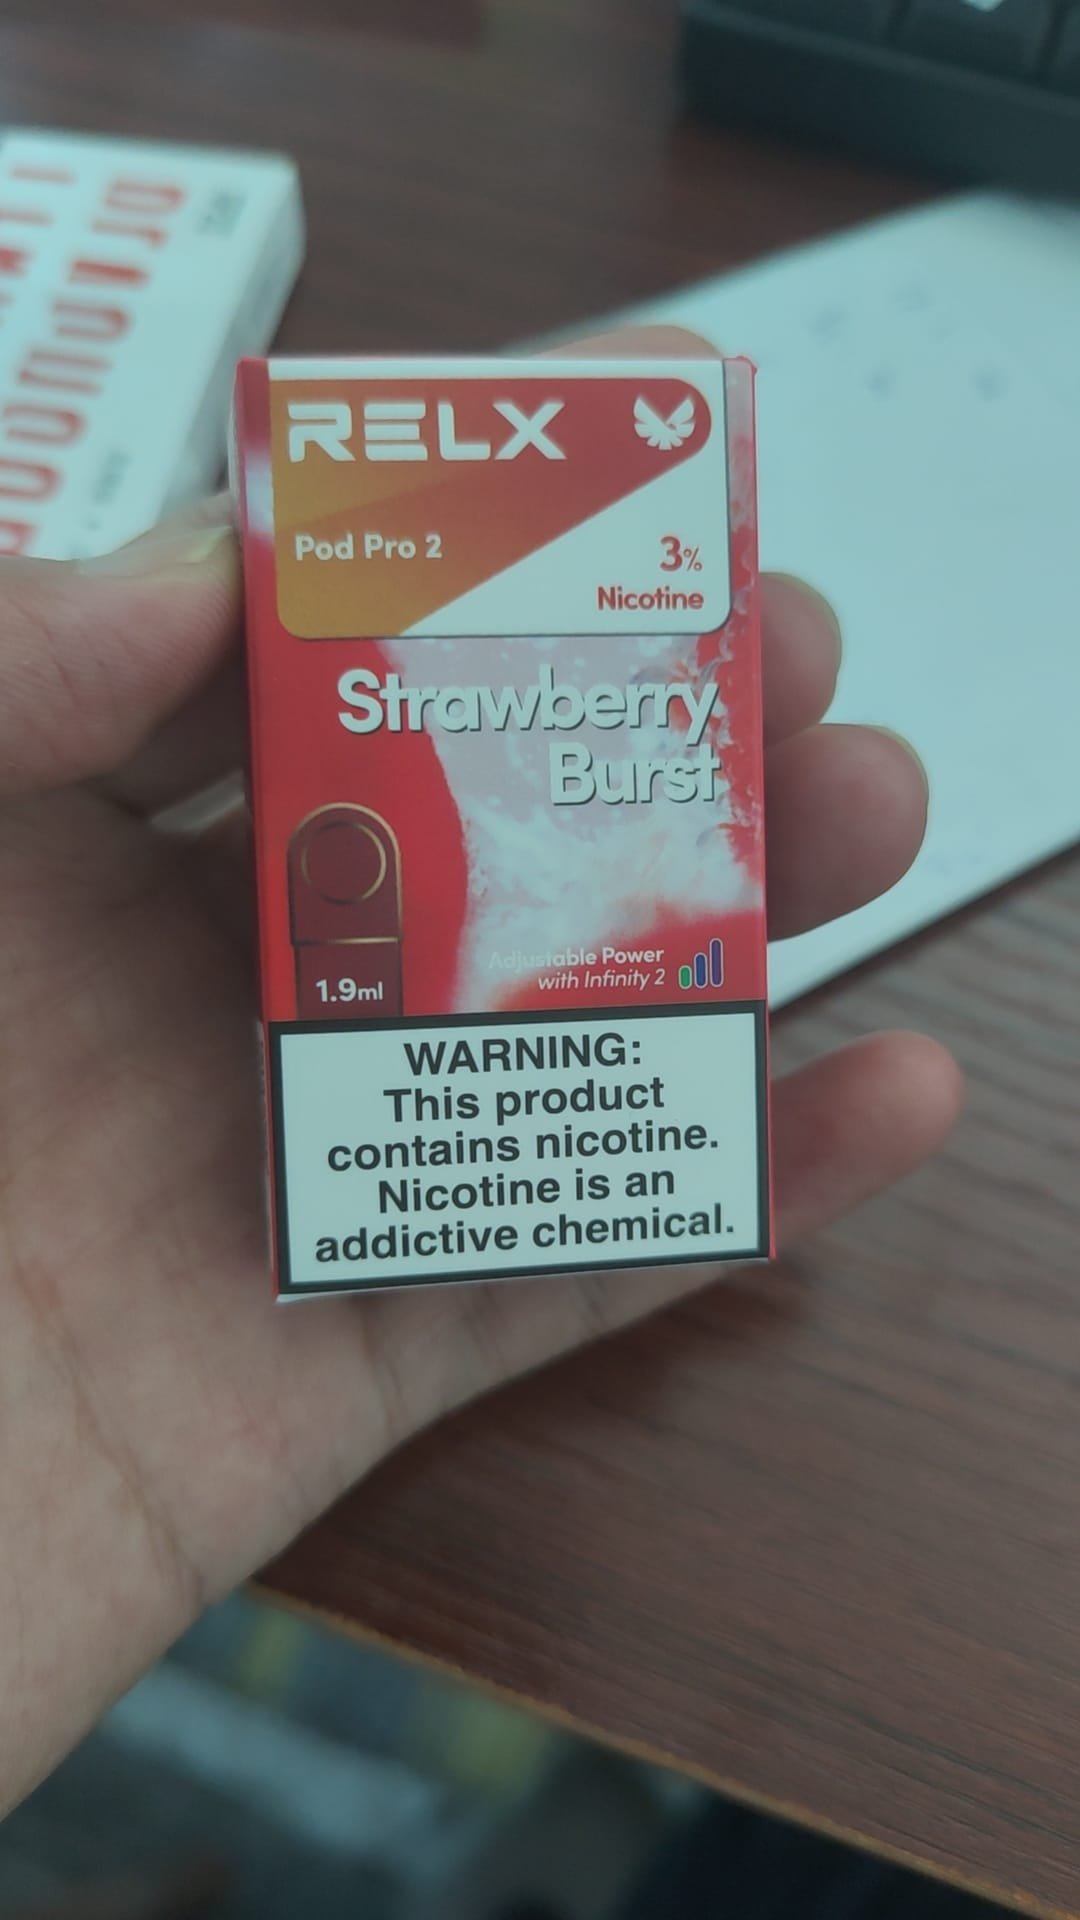 RELX
Pod Pro 2
3%
Nicotine
Strawberry
Burst
Adjustable Power
with Infinity 2
1.9ml
WARNING:
This product
contains nicotine.
Nicotine is an
addictive chemical.